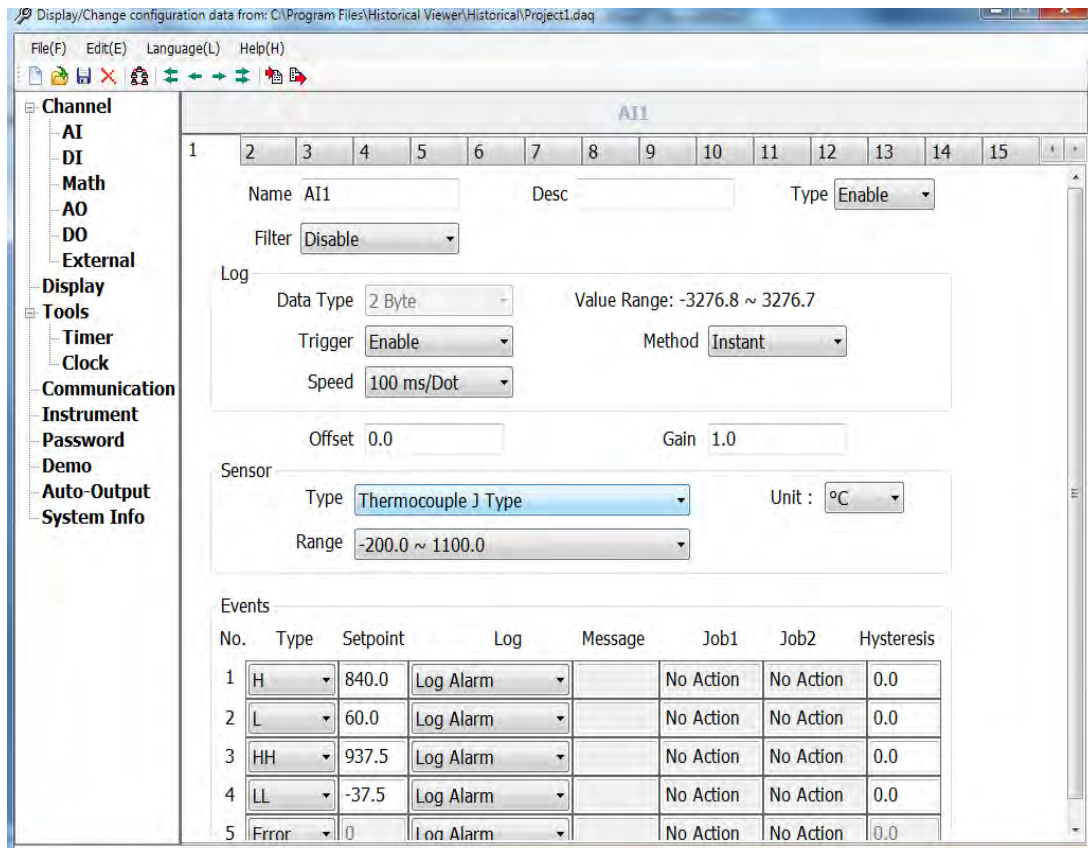 Display/Change configuration data from: C:\Program Files\Historical Viewer\Historical\Project1.daq
File(F) Edit(E) Language(L) Help(H)
Channel
AI
DI
Math
AO
DO
External
Display
Tools
Timer
Clock
Communication
Instrument
Password
Demo
Auto-Output
System Info
AI1
1 2 3 4 5 6 7 8 9 10 11 12 13 14 15
Name AI1 Desc Type Enable
Filter Disable
Log
Data Type 2 Byte Value Range: -3276.8 ~ 3276.7
Trigger Enable Method Instant
Speed 100 ms/Dot
Offset 0.0 Gain 1.0
Sensor
Type Thermocouple J Type Unit : ºC
Range -200.0 ~ 1100.0
Events
No. Type Setpoint Log Message Job1 Job2 Hysteresis
1 H 840.0 Log Alarm No Action No Action 0.0
2 L 60.0 Log Alarm No Action No Action 0.0
3 HH 937.5 Log Alarm No Action No Action 0.0
4 LL -37.5 Log Alarm No Action No Action 0.0
5 Error 0 Log Alarm No Action No Action 0.0